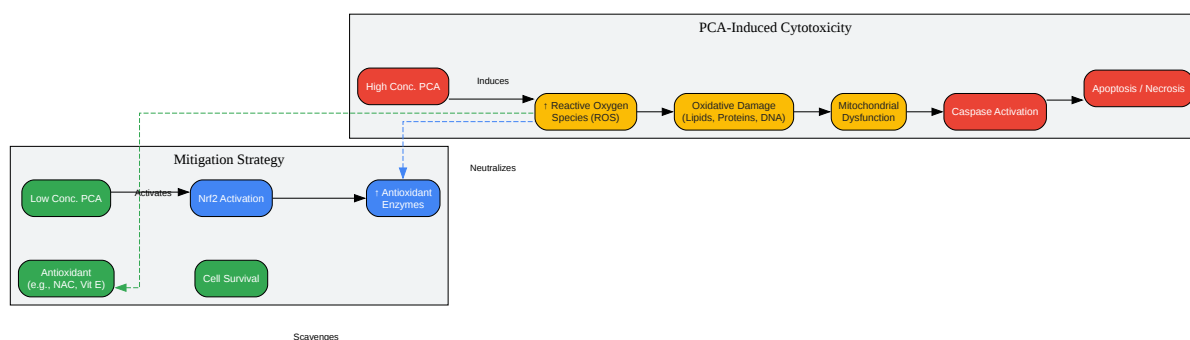 PCA-Induced Cytotoxicity
High Conc. PCA
Induces
↑ Reactive Oxygen
Species (ROS)
Oxidative Damage
(Lipids, Proteins, DNA)
Mitochondrial
Dysfunction
Caspase Activation
Apoptosis / Necrosis
Neutralizes
Mitigation Strategy
Low Conc. PCA
Activates
Nrf2 Activation
↑ Antioxidant
Enzymes
Antioxidant
(e.g., NAC, Vit E)
Cell Survival
Scavenges